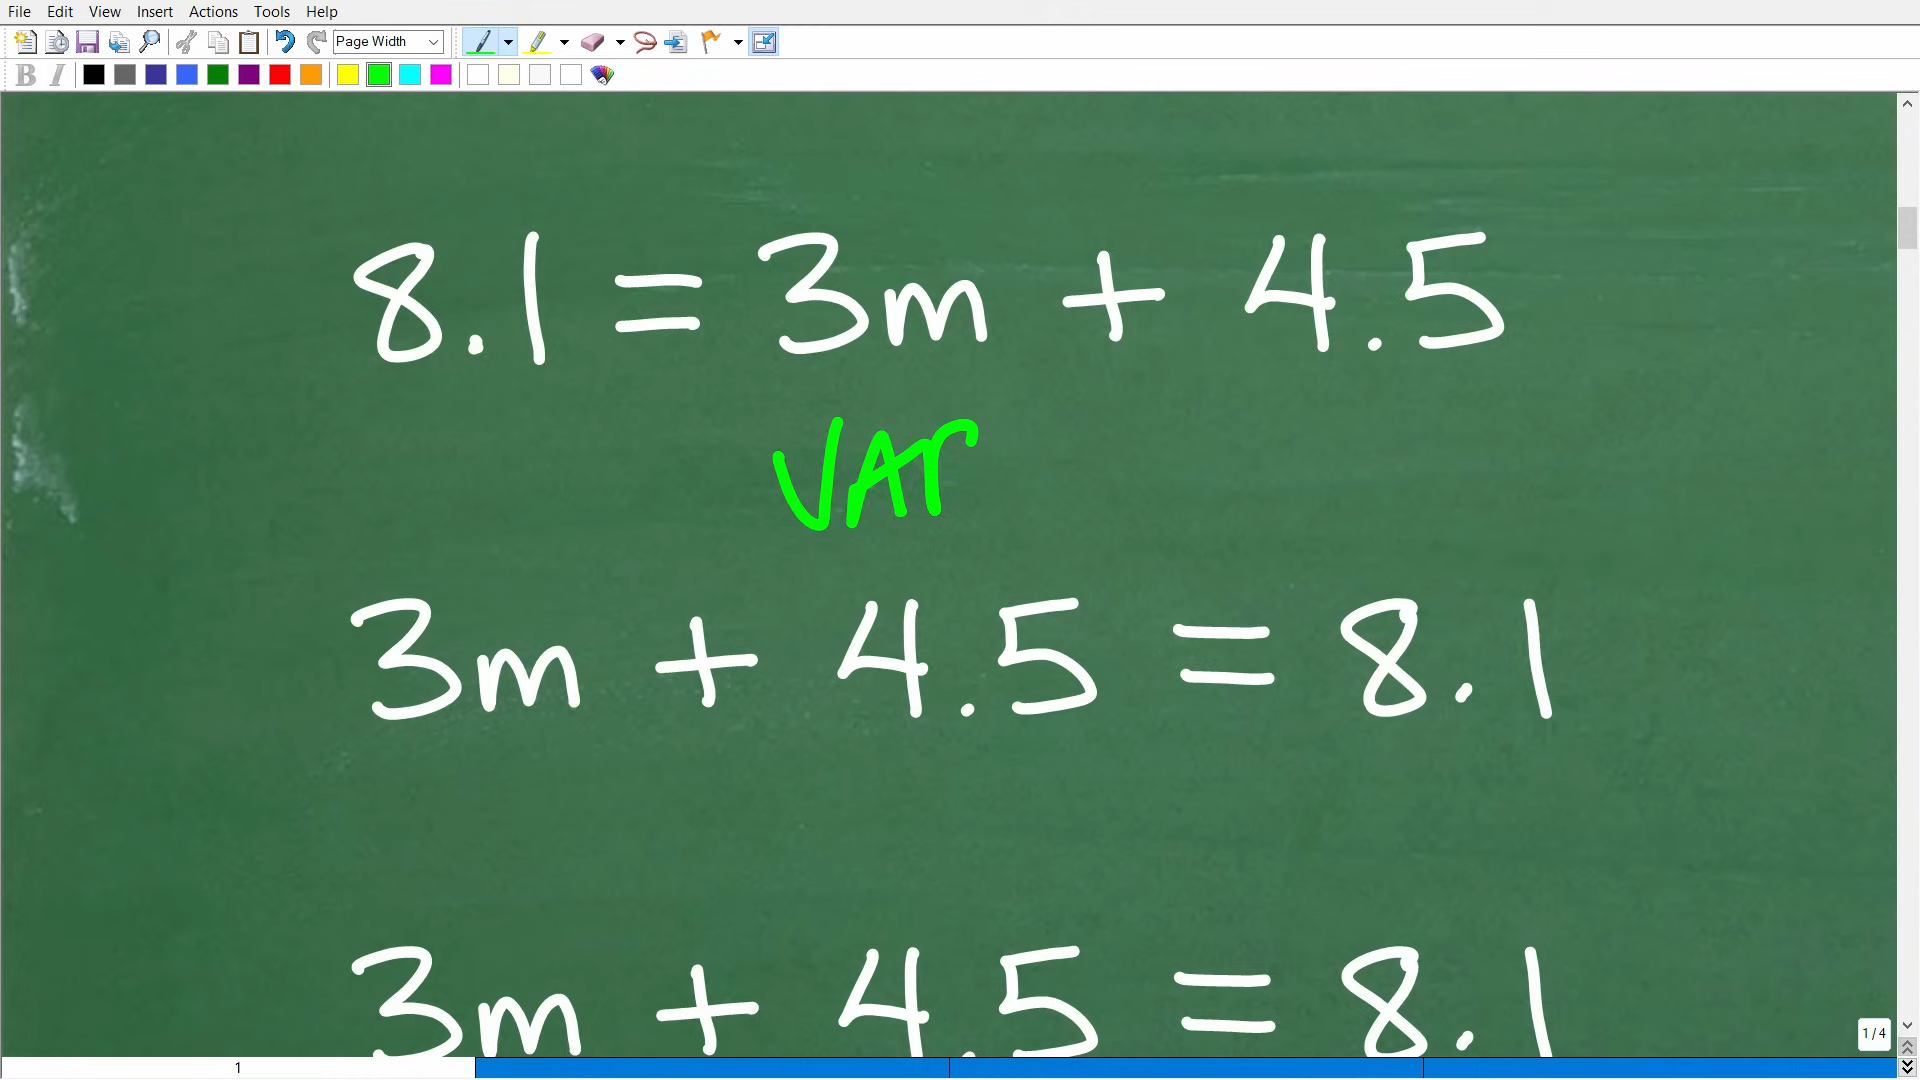 File Edit View Insert Actions Tools Help
Page Width
B I
8.1 = 3m + 4.5
VAr
3m + 4.5 = 8.1
3m + 4.5 = 8.1
1 / 4
1